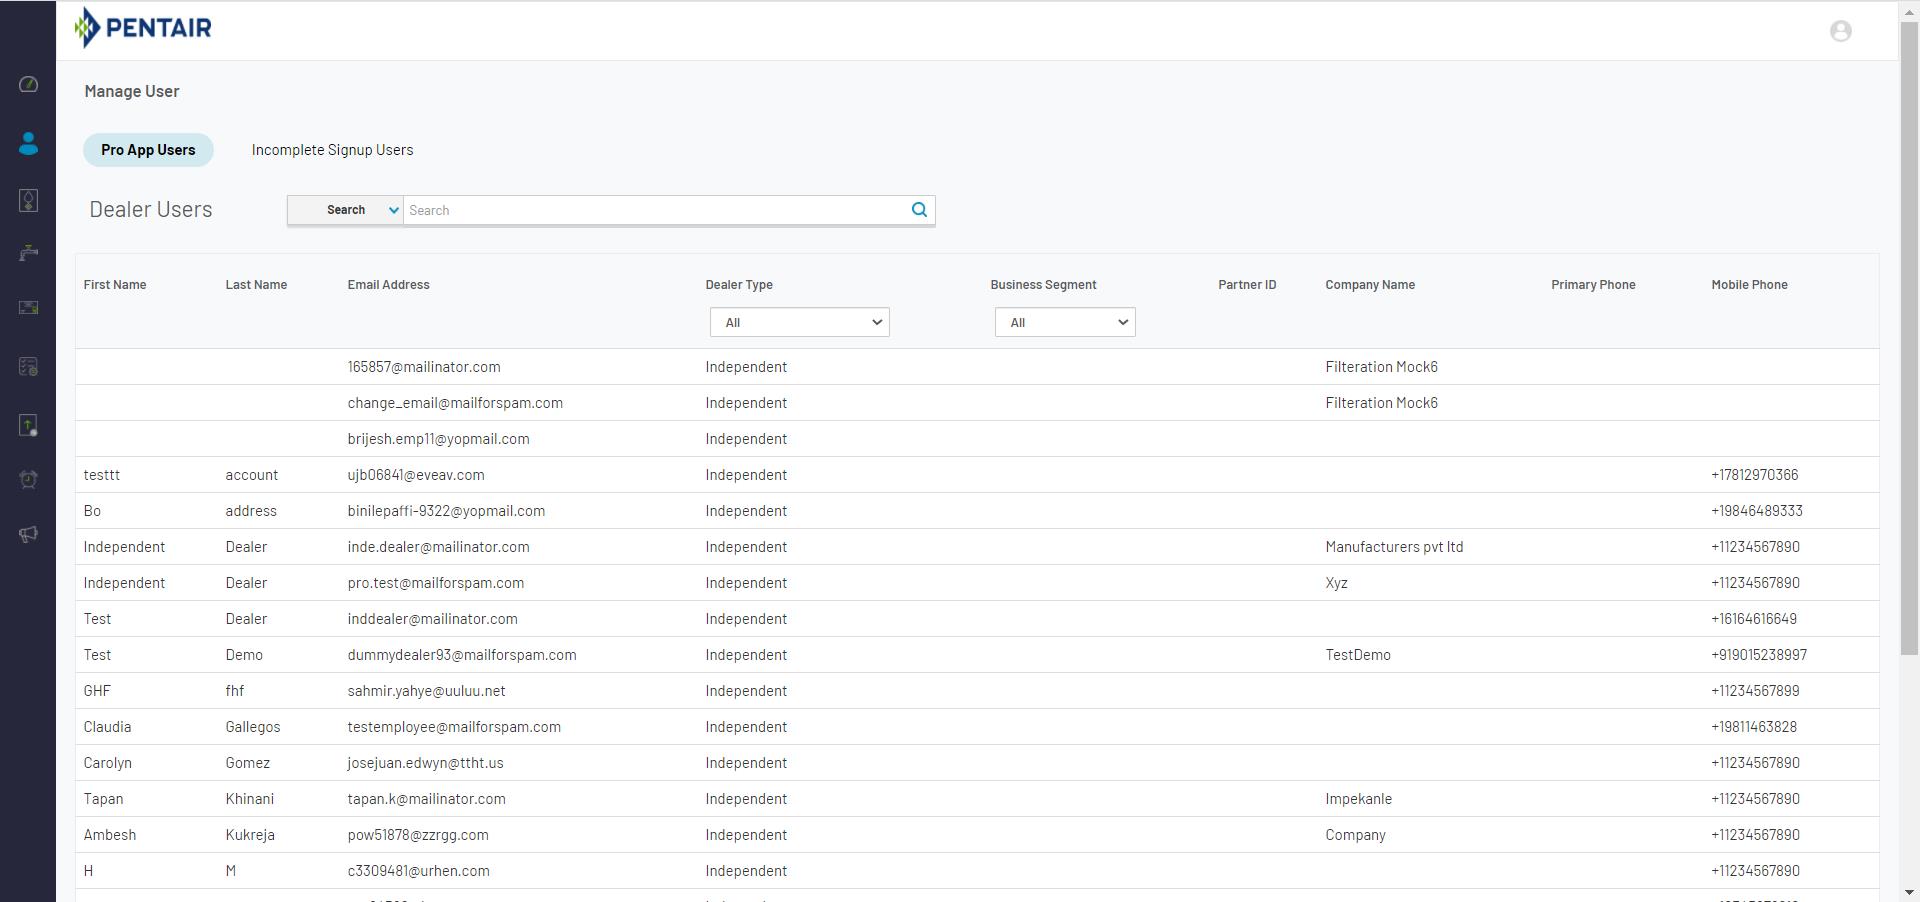 PENTAIR
Manage User
Pro App Users Incomplete Signup Users
Dealer Users Search Search
First Name Last Name Email Address Dealer Type Business Segment Partner ID Company Name Primary Phone Mobile Phone
All All
165857@mailinator.com Independent Filteration Mock6
change_email@mailforspam.com Independent Filteration Mock6
brijesh.emp11@yopmail.com Independent
testtt account ujb06841@eveav.com Independent +17812970366
Bo address binilepaffi-9322@yopmail.com Independent +19846489333
Independent Dealer inde.dealer@mailinator.com Independent Manufacturers pvt ltd +11234567890
Independent Dealer pro.test@mailforspam.com Independent Xyz +11234567890
Test Dealer inddealer@mailinator.com Independent +16164616649
Test Demo dummydealer93@mailforspam.com Independent TestDemo +919015238997
GHF fhf sahmir.yahye@uuluu.net Independent +11234567899
Claudia Gallegos testemployee@mailforspam.com Independent +19811463828
Carolyn Gomez josejuan.edwyn@ttht.us Independent +11234567890
Tapan Khinani tapan.k@mailinator.com Independent Impekanle +11234567890
Ambesh Kukreja pow51878@zzrgg.com Independent Company +11234567890
H M c3309481@urhen.com Independent +11234567890